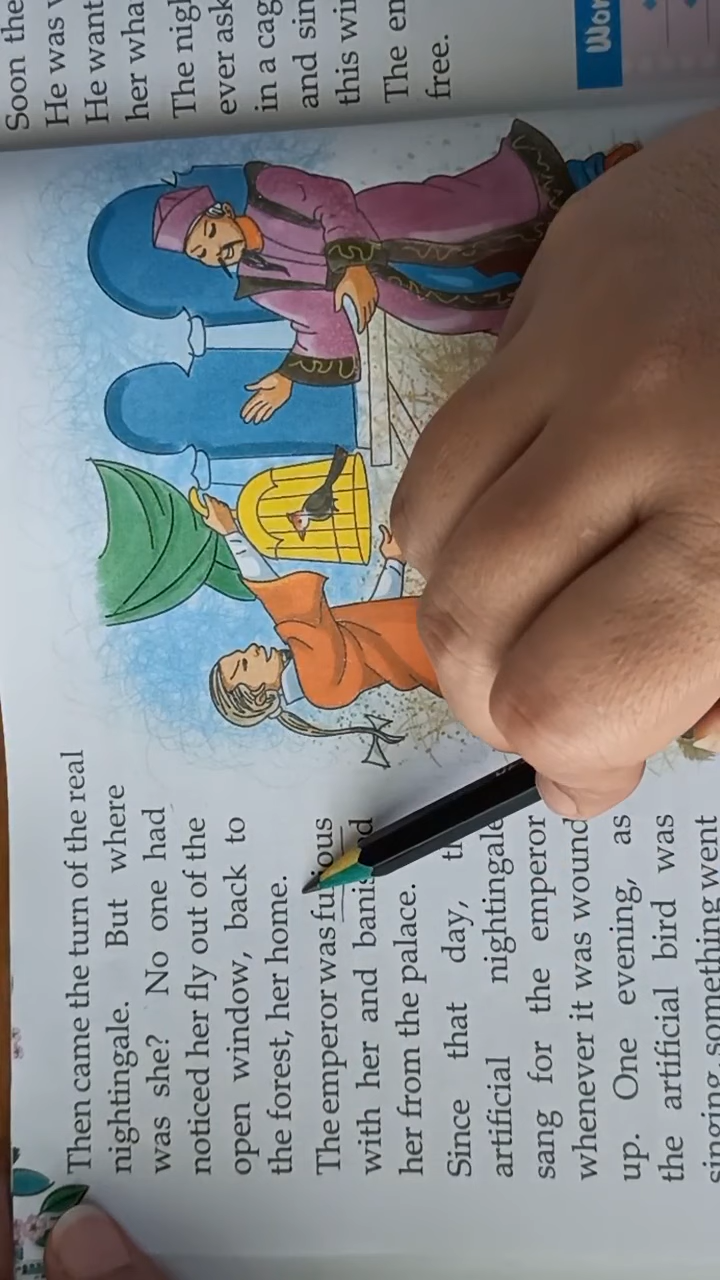 Then came the turn of the real
nightingale. But where
was she? No one had
noticed her fly out of the
open window, back to
the forest, her home.
The emperor was furious
with her and
her from the palace.
Since that day,
artificial nightingale
sang for the emperor
whenever it was wound
up. One evening, as
the artificial bird was
singing, something went
Soon the
He was
He want
her wha
The nig
ever ask
in a cag
and sin
this wi
The en
free.
Wor